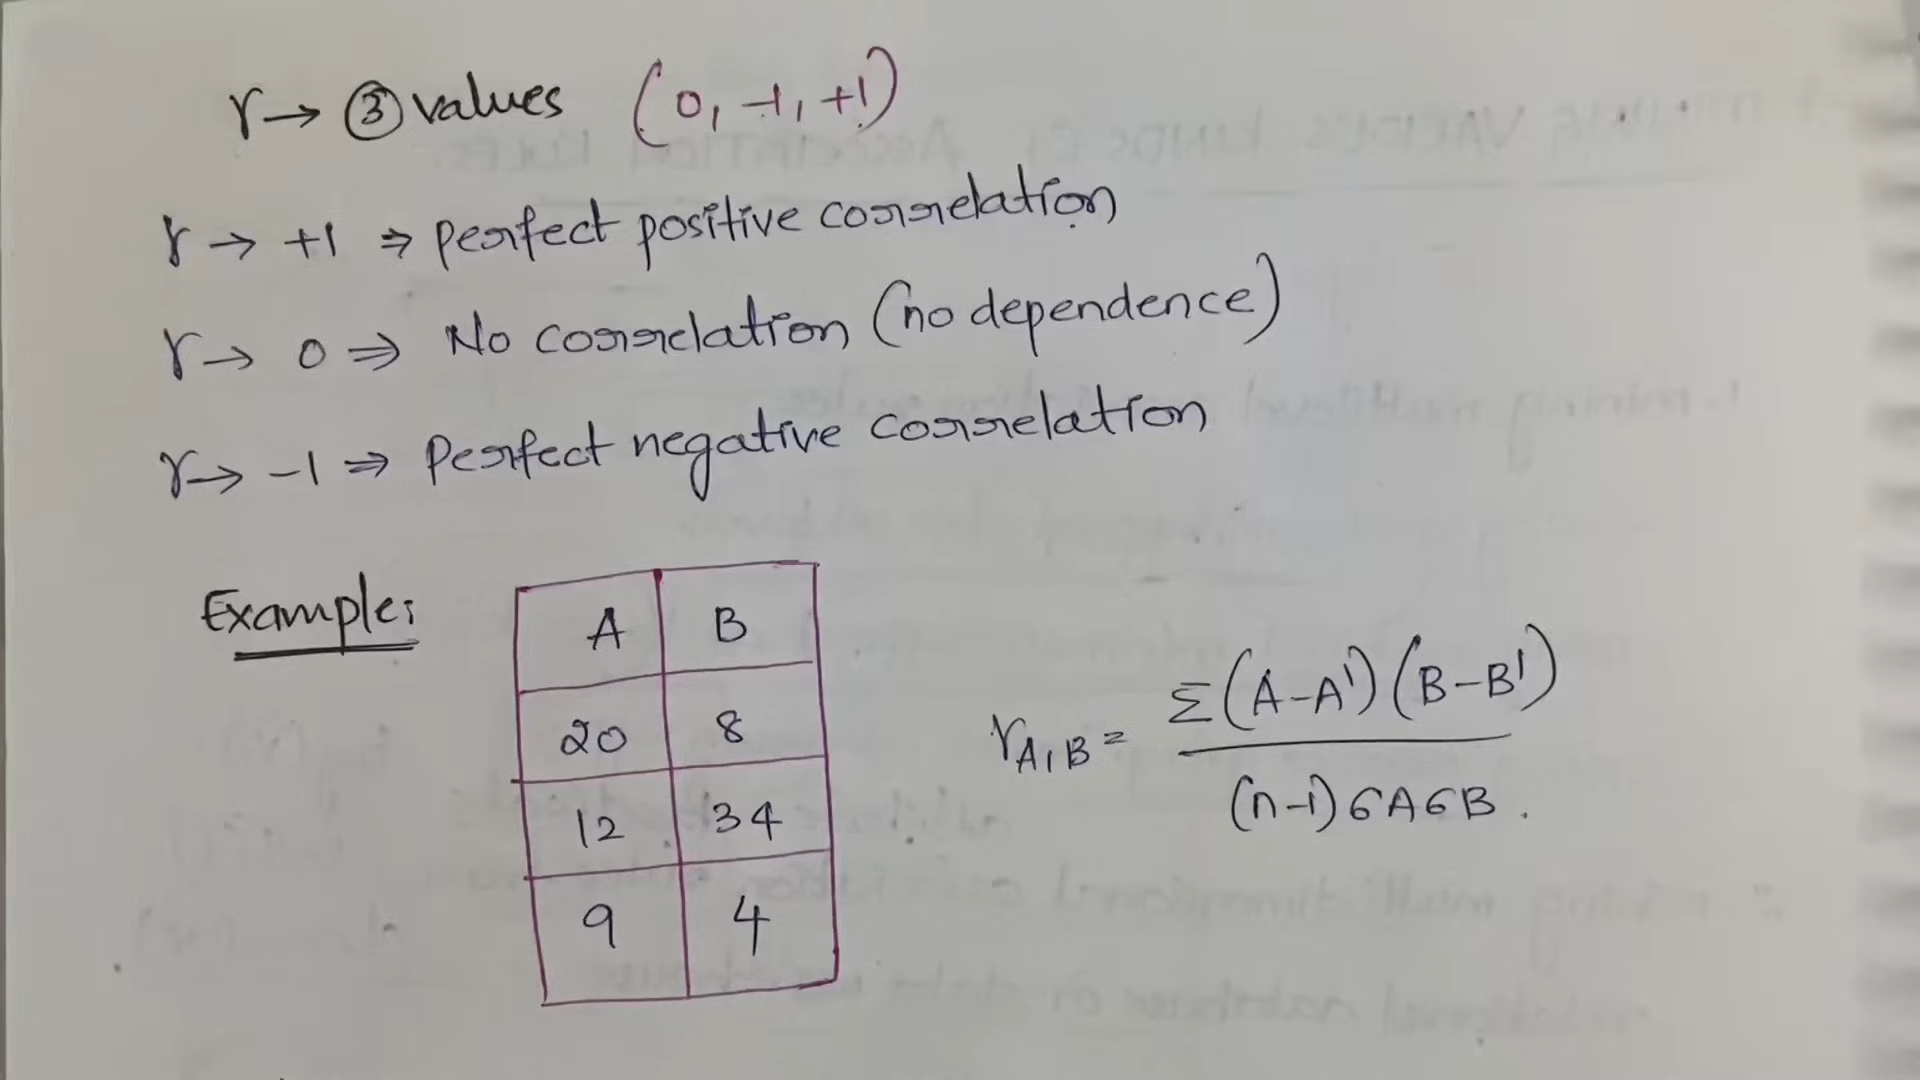 r → ③ values (0, -1, +1)
r → +1 ⇒ perfect positive correlation
r → 0 ⇒ No correlation (no dependence)
r → -1 ⇒ Perfect negative correlation
Example:
A B
20 8
12 34
9 4
rA,B = Σ(A-A')(B-B')
(n-1)σAσB.